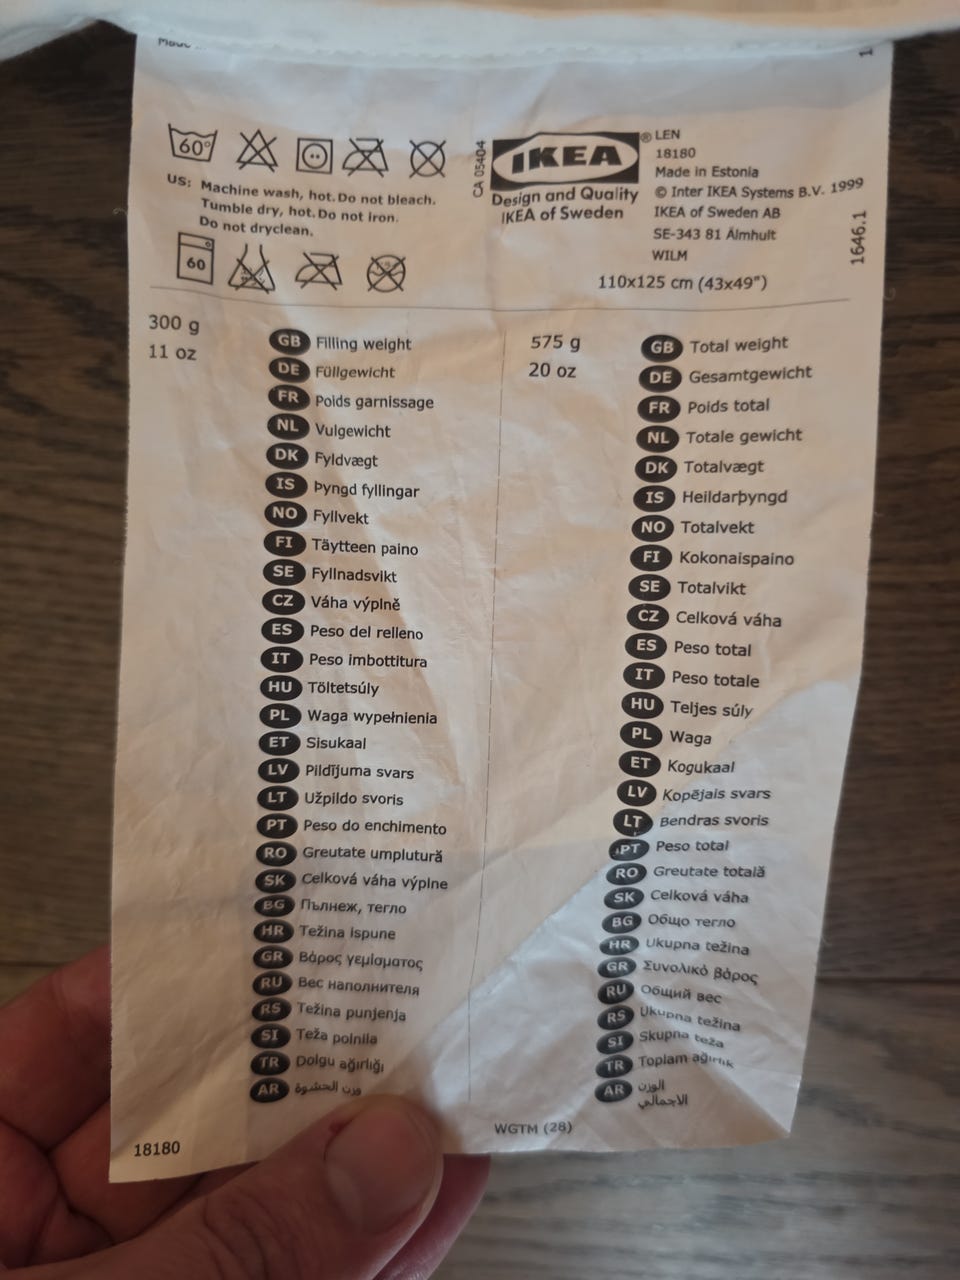 60°
US: Machine wash, hot. Do not bleach.
Tumble dry, hot. Do not iron.
Do not dryclean.
60
CA 05404
IKEA®
Design and Quality
IKEA of Sweden
LEN
18180
Made in Estonia
© Inter IKEA Systems B.V. 1999
IKEA of Sweden AB
SE-343 81 Älmhult
WILM
110x125 cm (43x49")
1646.1
300 g
11 oz
GB Filling weight
DE Füllgewicht
FR Poids garnissage
NL Vulgewicht
DK Fyldvægt
IS Þyngd fyllingar
NO Fyllvekt
FI Täytteen paino
SE Fyllnadsvikt
CZ Váha výplně
ES Peso del relleno
IT Peso imbottitura
HU Töltetsúly
PL Waga wypełnienia
ET Sisukaal
LV Pildījuma svars
LT Užpildo svoris
PT Peso do enchimento
RO Greutate umplutură
SK Celková váha výplne
BG Пълнеж, тегло
HR Težina ispune
GR Βάρος γεμίσματος
RU Вес наполнителя
RS Težina punjenja
SI Teža polnila
TR Dolgu ağırlığı
AR وزن الحشوة
18180
575 g
20 oz
GB Total weight
DE Gesamtgewicht
FR Poids total
NL Totale gewicht
DK Totalvægt
IS Heildarþyngd
NO Totalvekt
FI Kokonaispaino
SE Totalvikt
CZ Celková váha
ES Peso total
IT Peso totale
HU Teljes súly
PL Waga
ET Kogukaal
LV Kopējais svars
LT Bendras svoris
PT Peso total
RO Greutate totală
SK Celková váha
BG Общо тегло
HR Ukupna težina
GR Συνολικό βάρος
RU Общий вес
RS Ukupna težina
SI Skupna teža
TR Toplam ağırlık
AR الوزن
الاجمالي
WGTM (28)